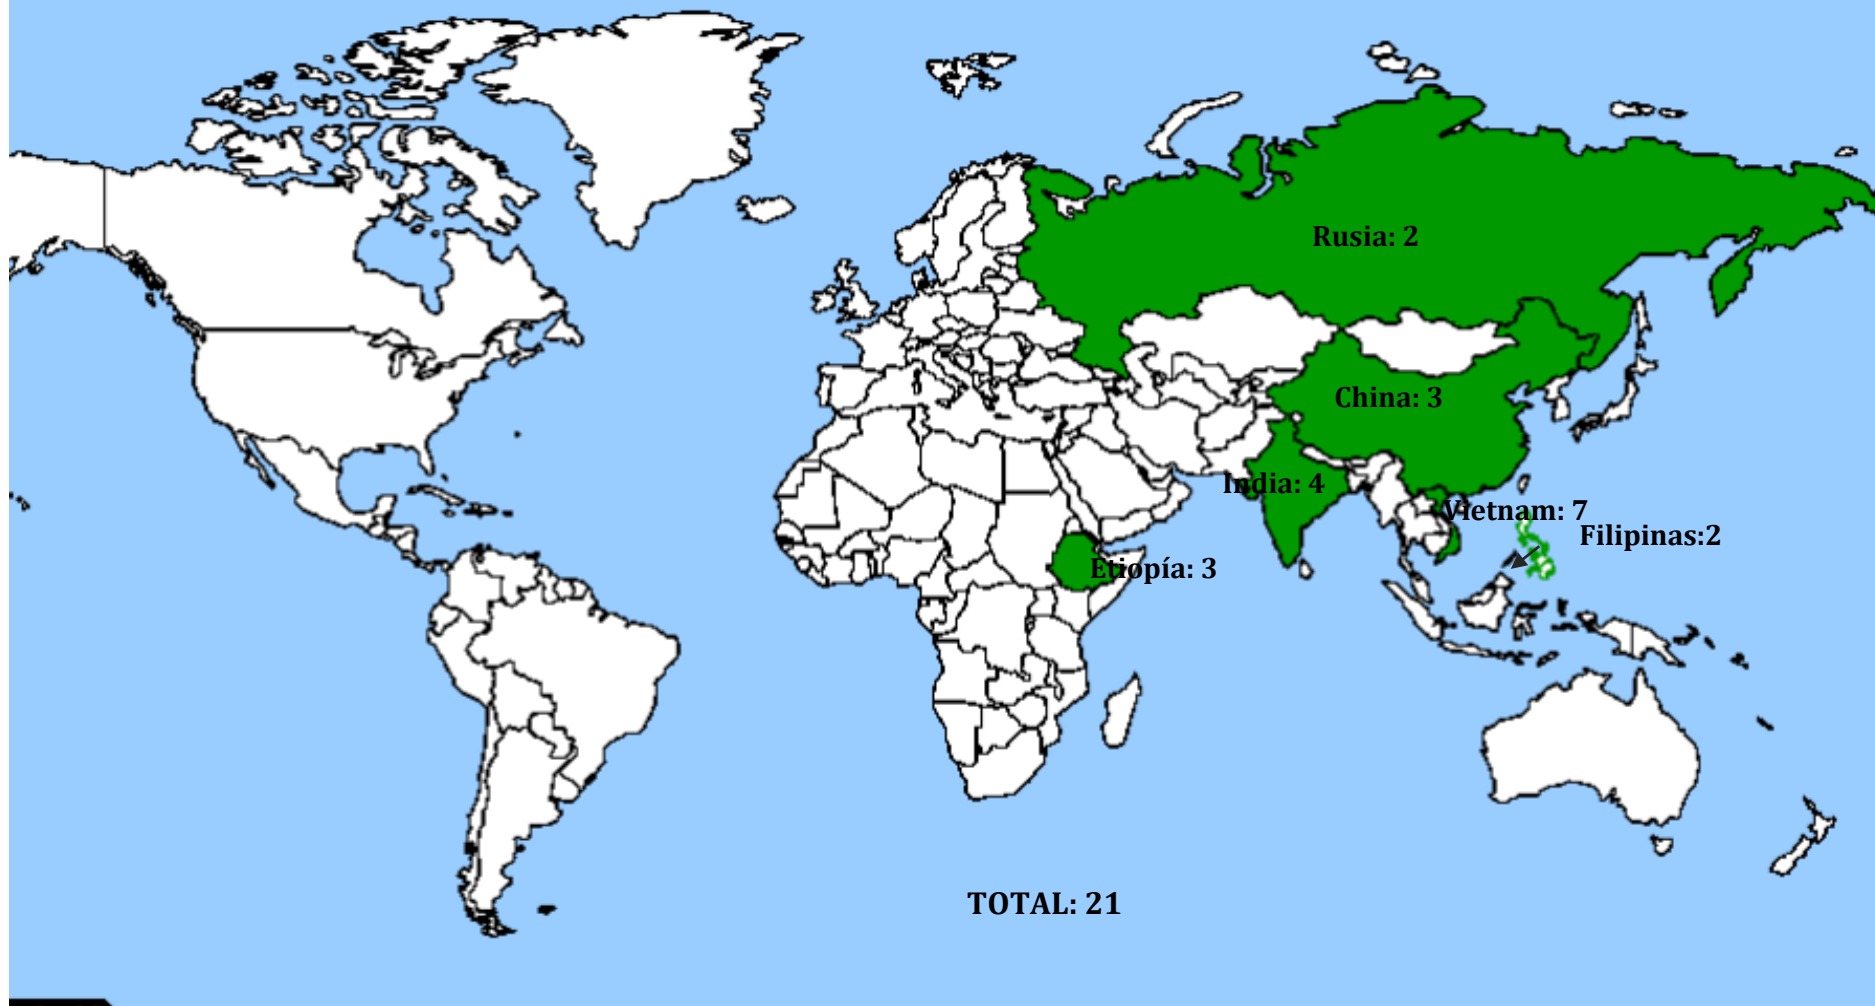 Rusia: 2
China: 3
India: 4
Vietnam: 7
Filipinas:2
Etiopía: 3
TOTAL: 21